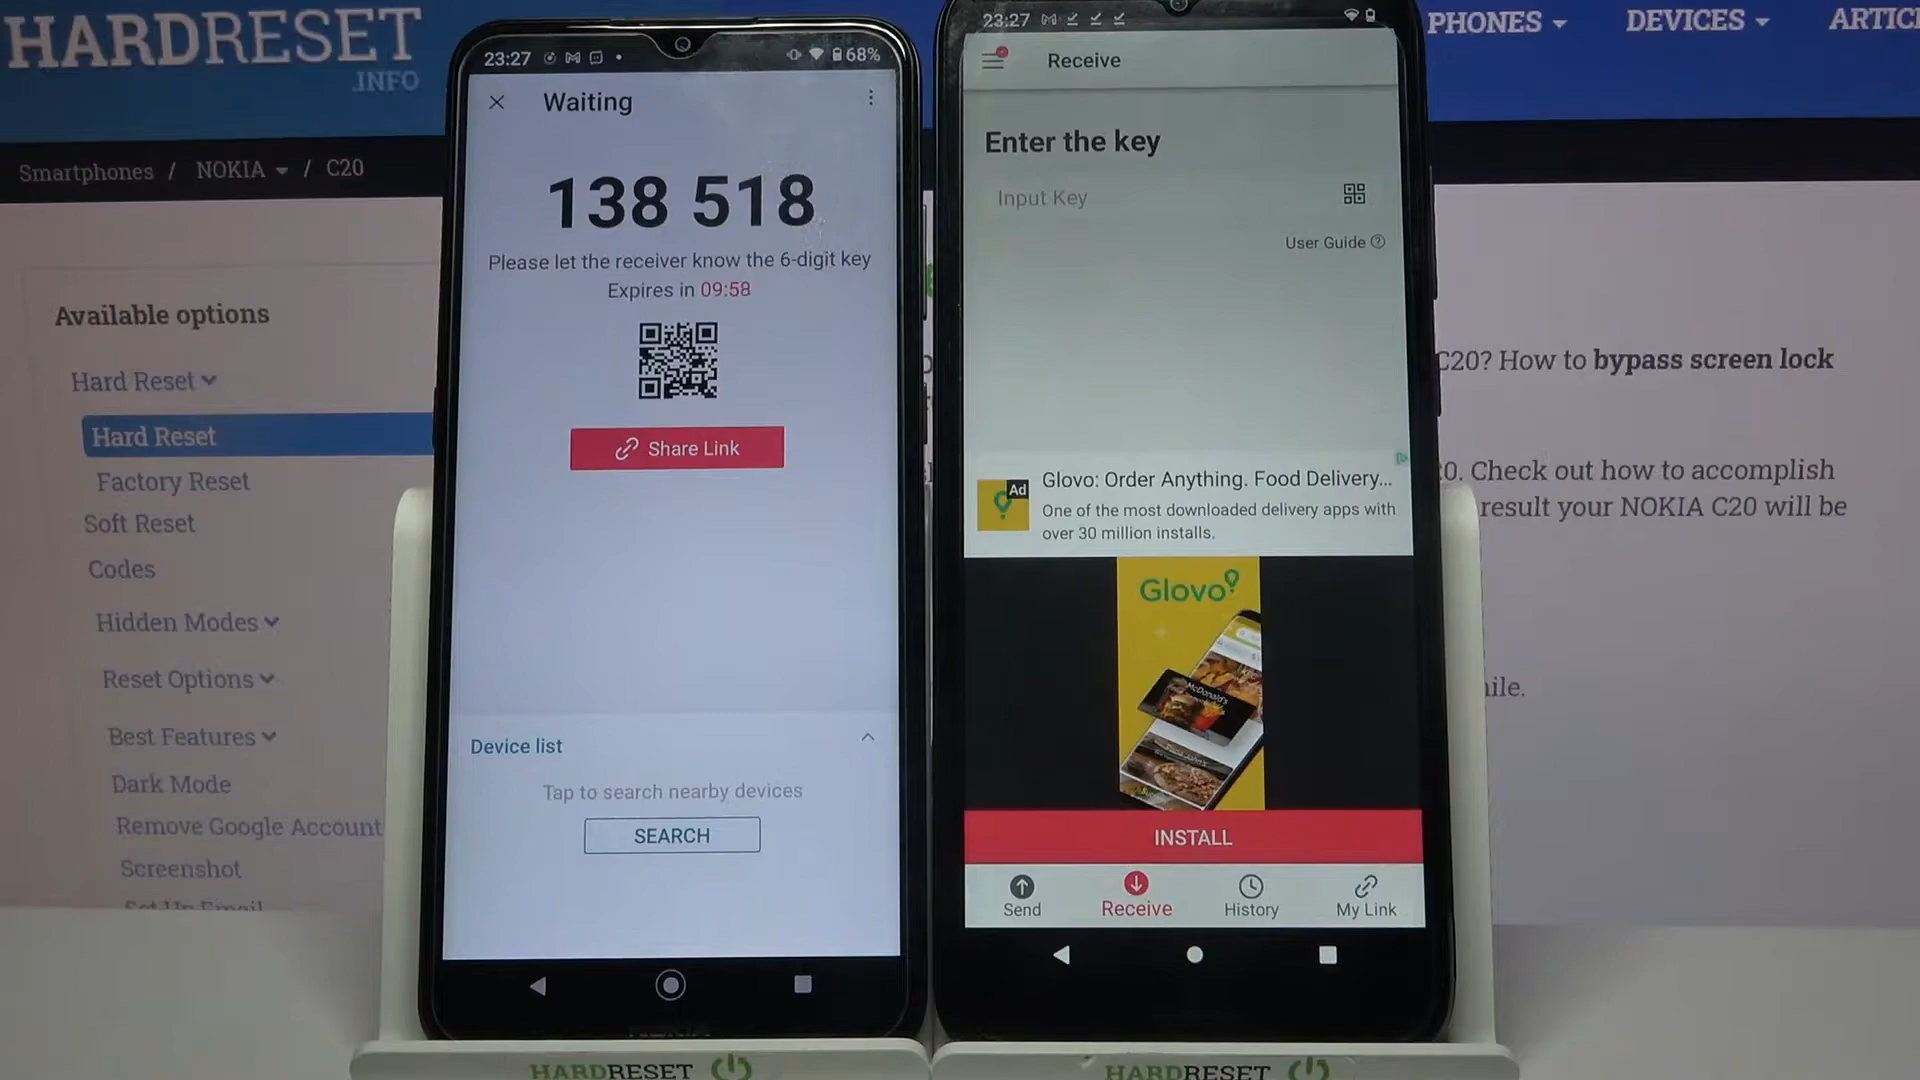 HARDRESET
.INFO
PHONES
DEVICES
Smartphones / NOKIA / C20
Available options
Hard Reset
Hard Reset
Factory Reset
Soft Reset
Codes
Hidden Modes
Reset Options
Best Features
Dark Mode
Remove Google Account
Screenshot
Set Up Email
23:27
68%
Waiting
138 518
Please let the receiver know the 6-digit key
Expires in 09:58
Share Link
Device list
Tap to search nearby devices
SEARCH
NOKIA
HARDRESET
23:27
Receive
Enter the key
Input Key
User Guide
Ad
Glovo: Order Anything. Food Delivery...
One of the most downloaded delivery apps with
over 30 million installs.
Glovo
McDonald's
INSTALL
Send
Receive
History
My Link
HARDRESET
C20? How to bypass screen lock
. Check out how to accomplish
result your NOKIA C20 will be